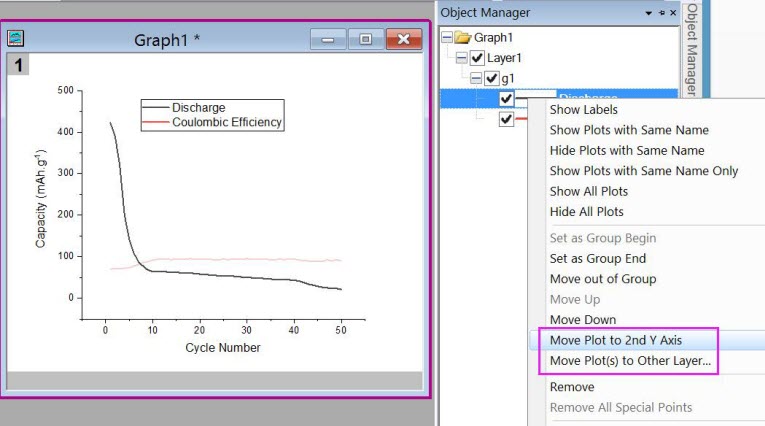 Graph1 *
1
500
400
300
200
100
0
Capacity (mAh.g-1)
Discharge
Coulombic Efficiency
0 10 20 30 40 50
Cycle Number
Object Manager
Graph1
Layer1
g1
Discharge
Show Labels
Show Plots with Same Name
Hide Plots with Same Name
Show Plots with Same Name Only
Show All Plots
Hide All Plots
Set as Group Begin
Set as Group End
Move out of Group
Move Up
Move Down
Move Plot to 2nd Y Axis
Move Plot(s) to Other Layer...
Remove
Remove All Special Points
Object Manager